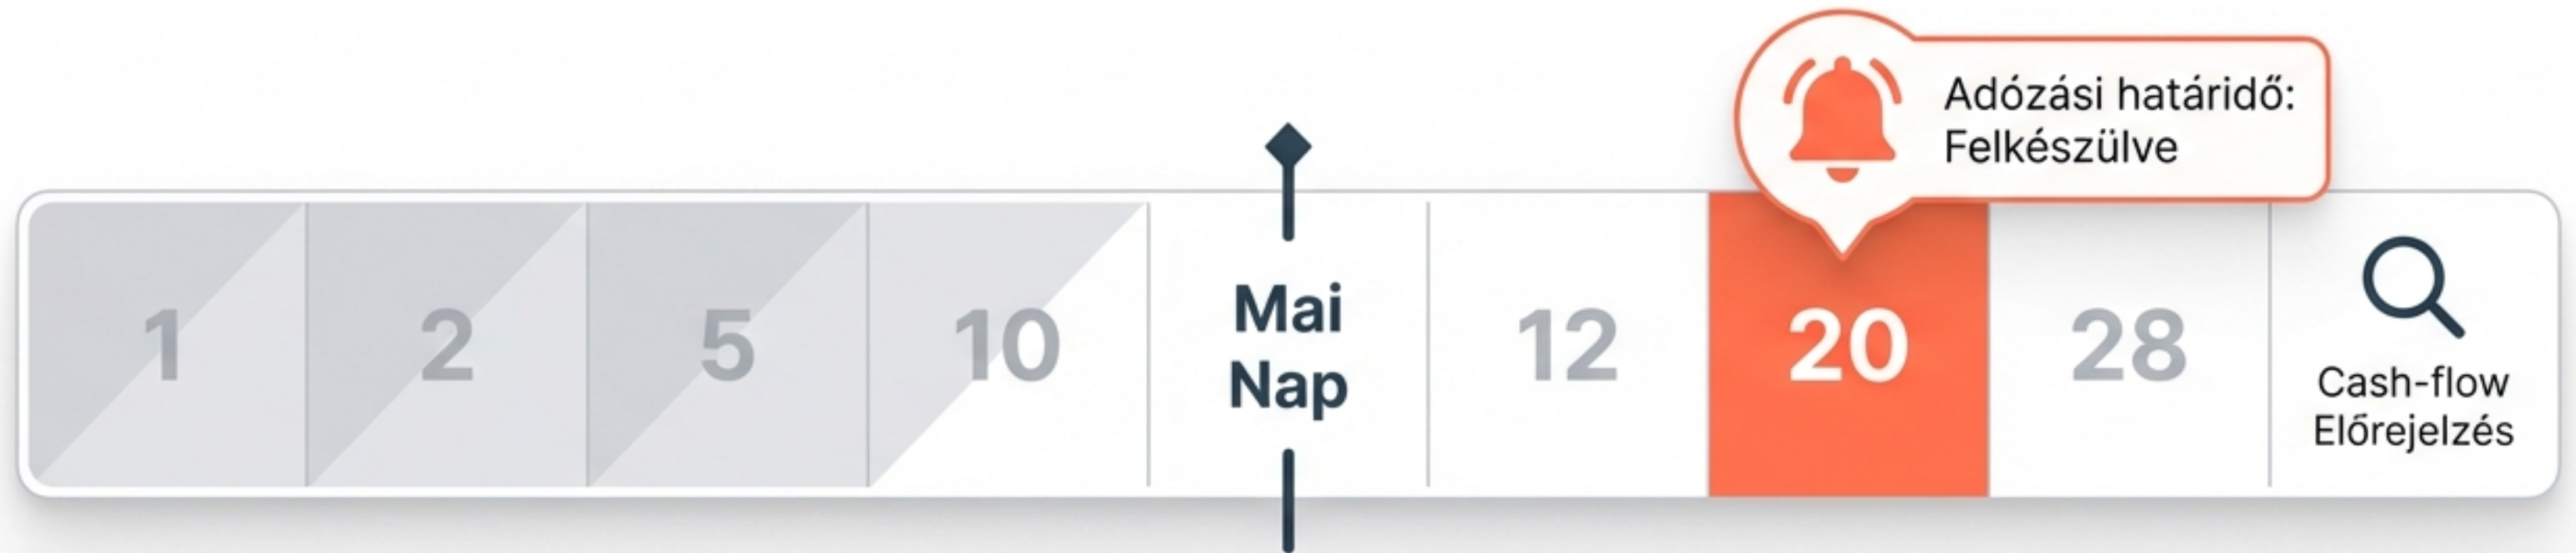 Adózási határidő:
Felkészülve
1
2
5
10
Mai
Nap
12
20
28
Cash-flow
Előrejelzés